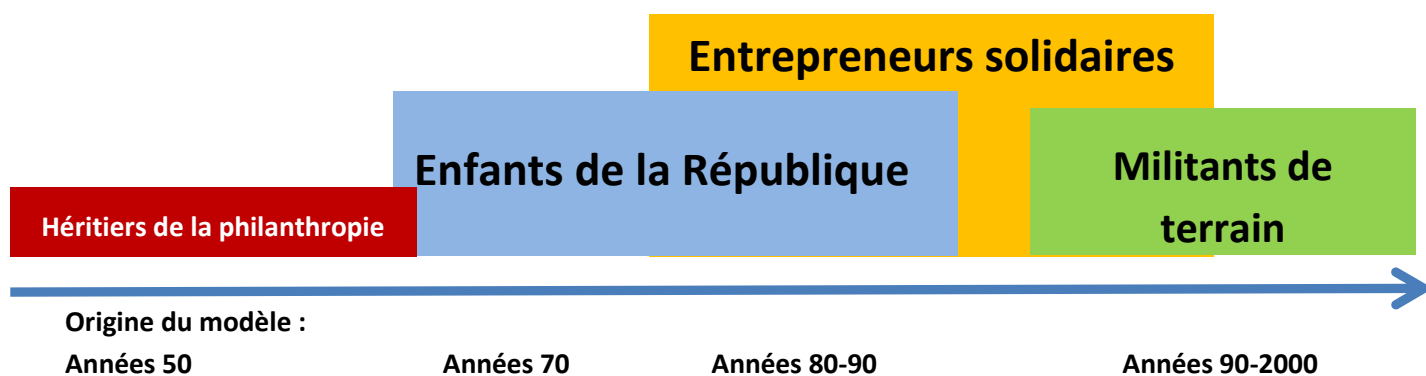 Entrepreneurs solidaires
Enfants de la République
Militants de
terrain
Héritiers de la philanthropie
Origine du modèle :
Années 50
Années 70
Années 80-90
Années 90-2000